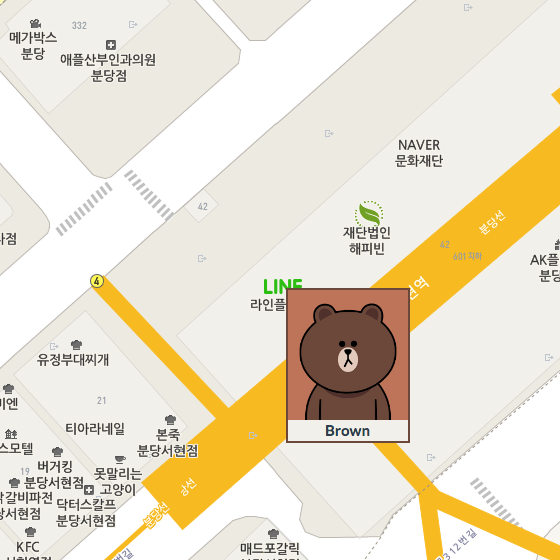 332
메가박스
분당
애플산부인과의원
분당점
NAVER
문화재단
42
재단법인
해피빈
분당선
42
601 지하
AK플
4
LINE
라인플
Brown
유정부대찌개
21
티아라네일
본죽
분당서현점
19
버거킹
분당서현점
못말리는
고양이
닥터스칼프
분당서현점
강선
분당선
KFC
매드포갈릭